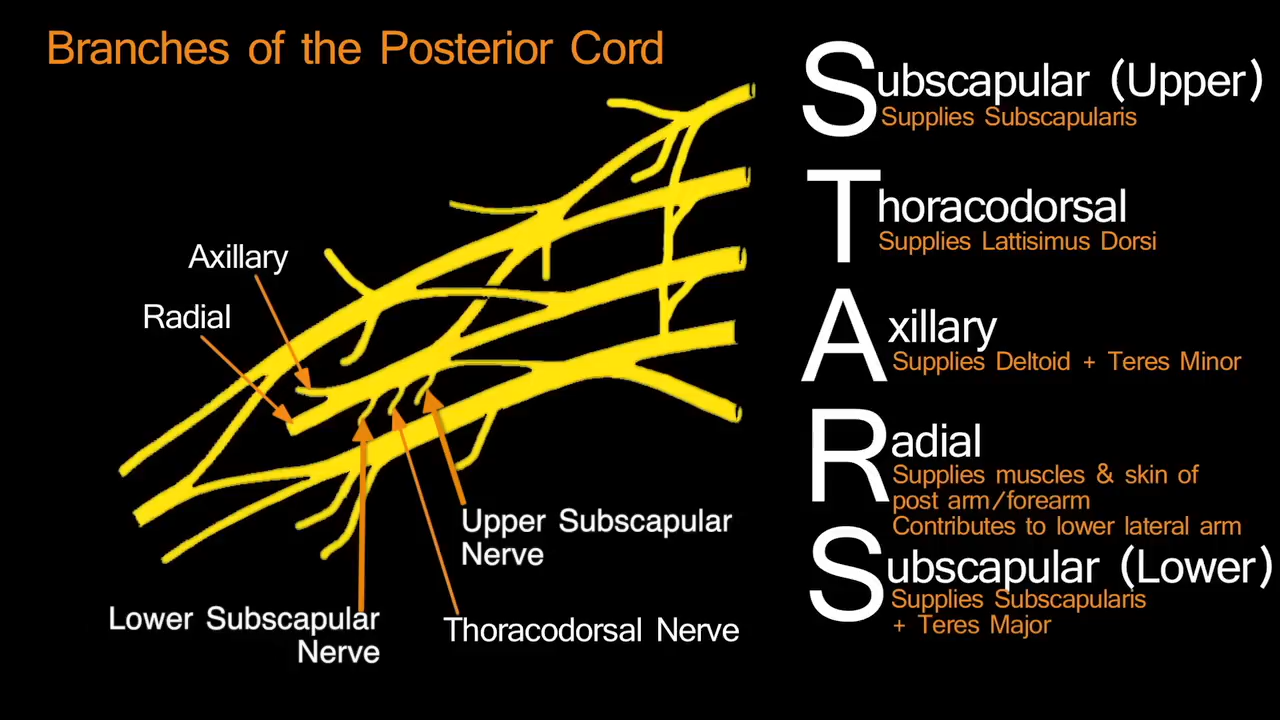 Branches of the Posterior Cord
Axillary
Radial
Upper Subscapular
Nerve
Lower Subscapular
Nerve
Thoracodorsal Nerve
Subscapular (Upper)
Supplies Subscapularis
Thoracodorsal
Supplies Lattisimus Dorsi
Axillary
Supplies Deltoid + Teres Minor
Radial
Supplies muscles & skin of
post arm/forearm
Contributes to lower lateral arm
Subscapular (Lower)
Supplies Subscapularis
+ Teres Major